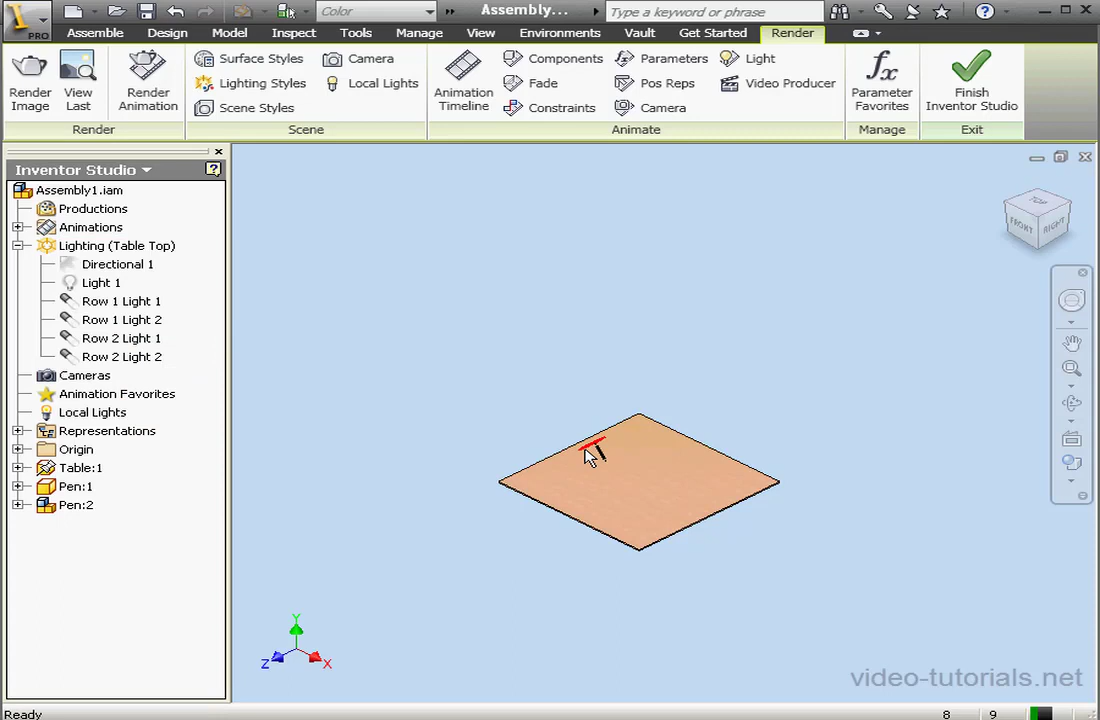 Color
Assembly...
Type a keyword or phrase
PRO
Assemble Design Model Inspect Tools Manage View Environments Vault Get Started Render
Render Image
View Last
Render Animation
Surface Styles
Lighting Styles
Scene Styles
Camera
Local Lights
Animation Timeline
Components
Fade
Constraints
Parameters
Pos Reps
Camera
Light
Video Producer
Parameter Favorites
Finish Inventor Studio
Render Scene Animate Manage Exit
Inventor Studio
Assembly1.iam
Productions
Animations
Lighting (Table Top)
Directional 1
Light 1
Row 1 Light 1
Row 1 Light 2
Row 2 Light 1
Row 2 Light 2
Cameras
Animation Favorites
Local Lights
Representations
Origin
Table:1
Pen:1
Pen:2
TOP
FRONT RIGHT
Y
Z X
video-tutorials.net
Ready 8 9